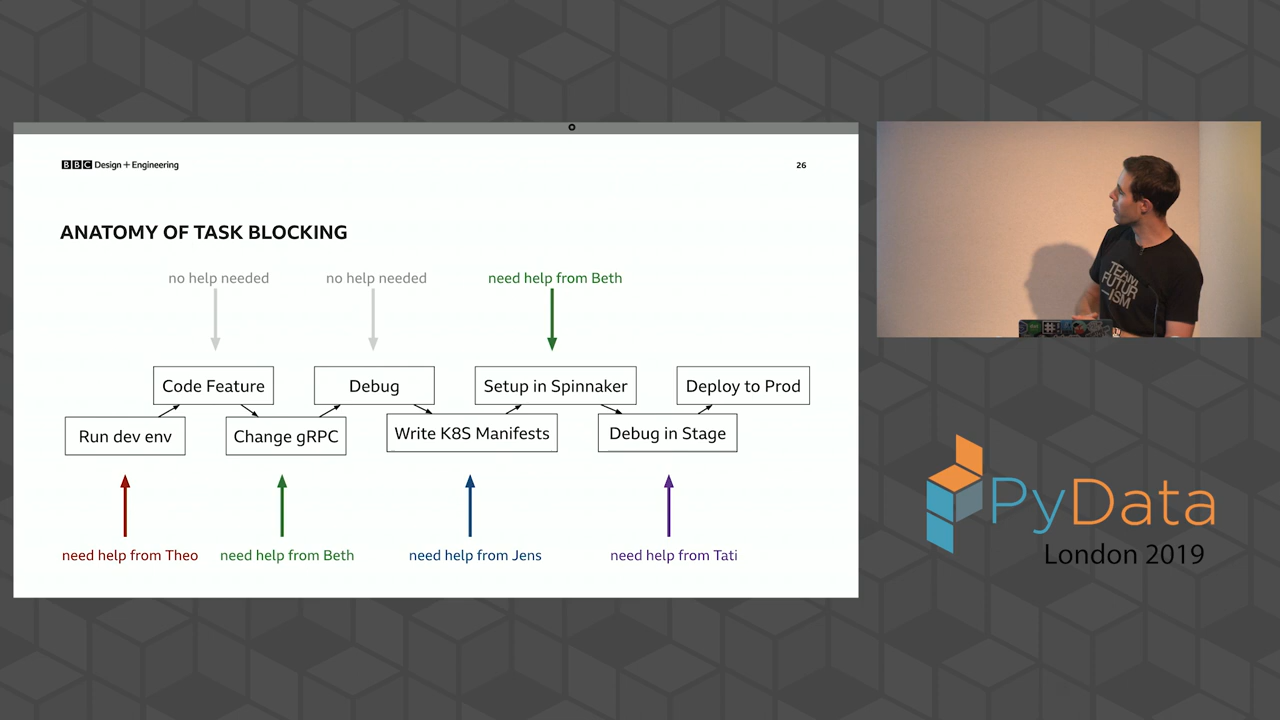 BBC Design + Engineering
26
ANATOMY OF TASK BLOCKING
no help needed
no help needed
need help from Beth
Code Feature
Debug
Setup in Spinnaker
Deploy to Prod
Run dev env
Change gRPC
Write K8S Manifests
Debug in Stage
need help from Theo
need help from Beth
need help from Jens
need help from Tati
TEAM
FUTUR
—ISM
PyData
London 2019